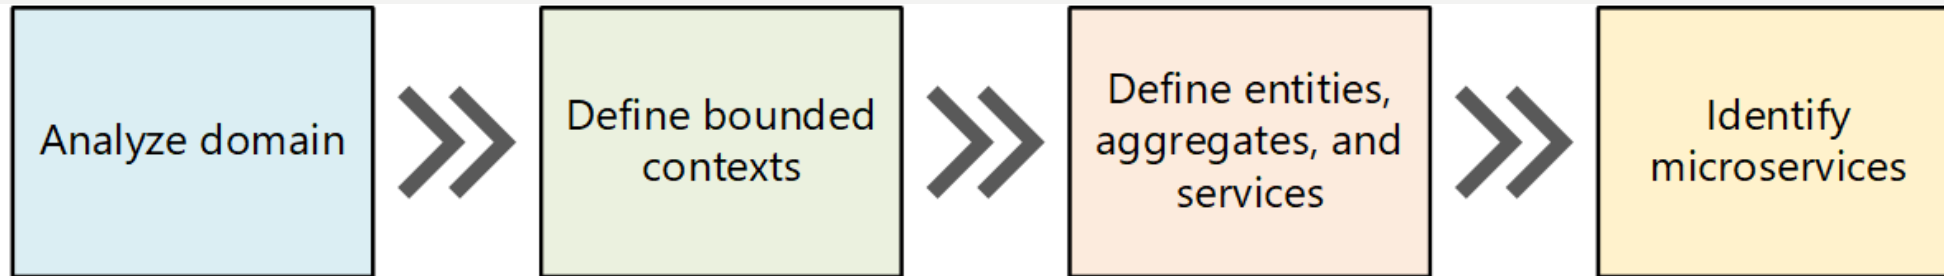 Analyze domain
Define bounded
contexts
Define entities,
aggregates, and
services
Identify
microservices